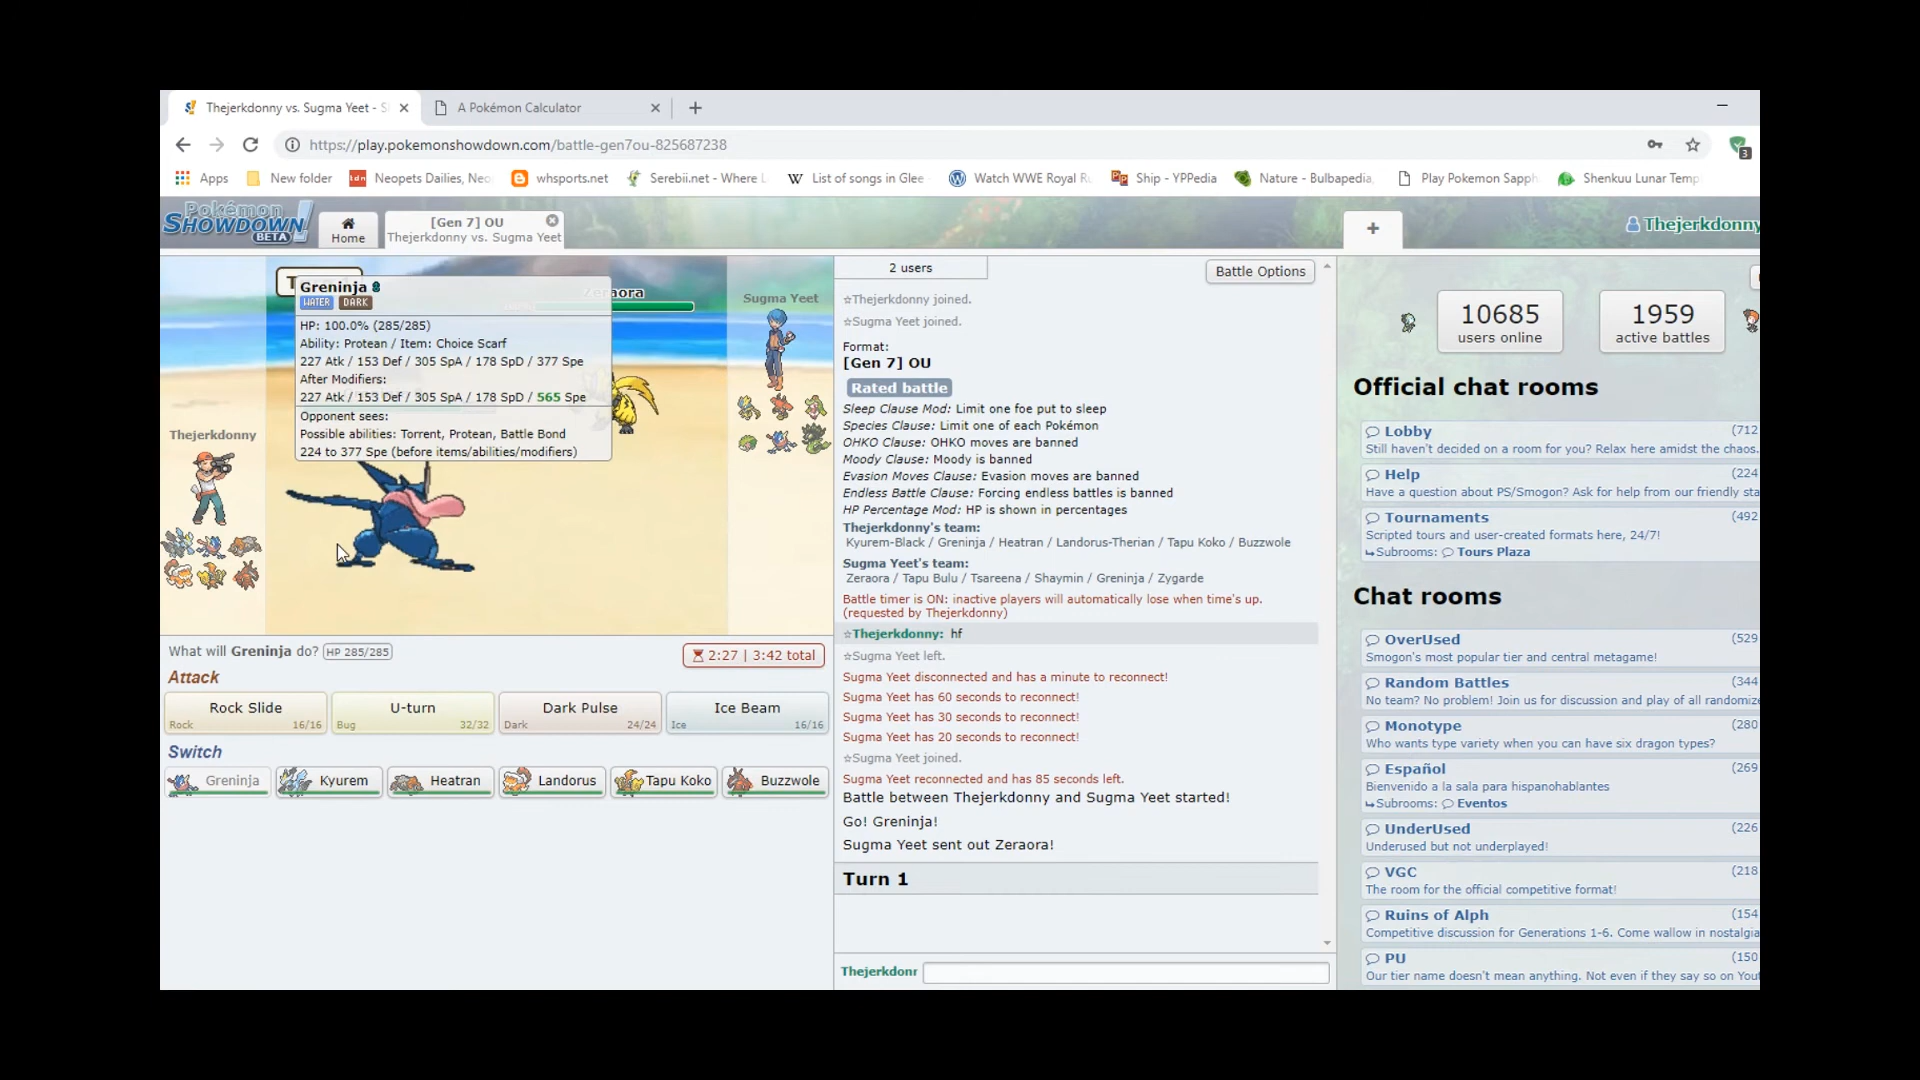 Thejerkdonny vs. Sugma Yeet - S
A Pokémon Calculator
https://play.pokemonshowdown.com/battle-gen7ou-825687238
3
Apps
New folder
ldn Neopets Dailies, Neo
whsports.net
Serebii.net - Where L
W List of songs in Glee
Watch WWE Royal Ru
Ship - YPPedia
Nature - Bulbapedia,
Play Pokemon Sapph
Shenkuu Lunar Temp
Pokémon
SHOWDOWN!
BETA
Home
[Gen 7] OU
Thejerkdonny vs. Sugma Yeet
+
Thejerkdonny
Greninja
WATER DARK
HP: 100.0% (285/285)
Ability: Protean / Item: Choice Scarf
227 Atk / 153 Def / 305 SpA / 178 SpD / 377 Spe
After Modifiers:
227 Atk / 153 Def / 305 SpA / 178 SpD / 565 Spe
Opponent sees:
Possible abilities: Torrent, Protean, Battle Bond
224 to 377 Spe (before items/abilities/modifiers)
Zeraora
Sugma Yeet
Thejerkdonny
What will Greninja do? HP 285/285
2:27 | 3:42 total
Attack
Rock Slide
Rock 16/16
U-turn
Bug 32/32
Dark Pulse
Dark 24/24
Ice Beam
Ice 16/16
Switch
Greninja
Kyurem
Heatran
Landorus
Tapu Koko
Buzzwole
2 users
Battle Options
☆Thejerkdonny joined.
☆Sugma Yeet joined.
Format:
[Gen 7] OU
Rated battle
Sleep Clause Mod: Limit one foe put to sleep
Species Clause: Limit one of each Pokémon
OHKO Clause: OHKO moves are banned
Moody Clause: Moody is banned
Evasion Moves Clause: Evasion moves are banned
Endless Battle Clause: Forcing endless battles is banned
HP Percentage Mod: HP is shown in percentages
Thejerkdonny's team:
Kyurem-Black / Greninja / Heatran / Landorus-Therian / Tapu Koko / Buzzwole
Sugma Yeet's team:
Zeraora / Tapu Bulu / Tsareena / Shaymin / Greninja / Zygarde
Battle timer is ON: inactive players will automatically lose when time's up.
(requested by Thejerkdonny)
☆Thejerkdonny: hf
☆Sugma Yeet left.
Sugma Yeet disconnected and has a minute to reconnect!
Sugma Yeet has 60 seconds to reconnect!
Sugma Yeet has 30 seconds to reconnect!
Sugma Yeet has 20 seconds to reconnect!
☆Sugma Yeet joined.
Sugma Yeet reconnected and has 85 seconds left.
Battle between Thejerkdonny and Sugma Yeet started!
Go! Greninja!
Sugma Yeet sent out Zeraora!
Turn 1
Thejerkdonr
10685
users online
1959
active battles
Official chat rooms
Lobby (712
Still haven't decided on a room for you? Relax here amidst the chaos.
Help (224
Have a question about PS/Smogon? Ask for help from our friendly sta
Tournaments (492
Scripted tours and user-created formats here, 24/7!
↳Subrooms: Tours Plaza
Chat rooms
OverUsed (529
Smogon's most popular tier and central metagame!
Random Battles (344
No team? No problem! Join us for discussion and play of all randomize
Monotype (280
Who wants type variety when you can have six dragon types?
Español (269
Bienvenido a la sala para hispanohablantes
↳Subrooms: Eventos
UnderUsed (226
Underused but not underplayed!
VGC (218
The room for the official competitive format!
Ruins of Alph (154
Competitive discussion for Generations 1-6. Come wallow in nostalgia
PU (150
Our tier name doesn't mean anything. Not even if they say so on You